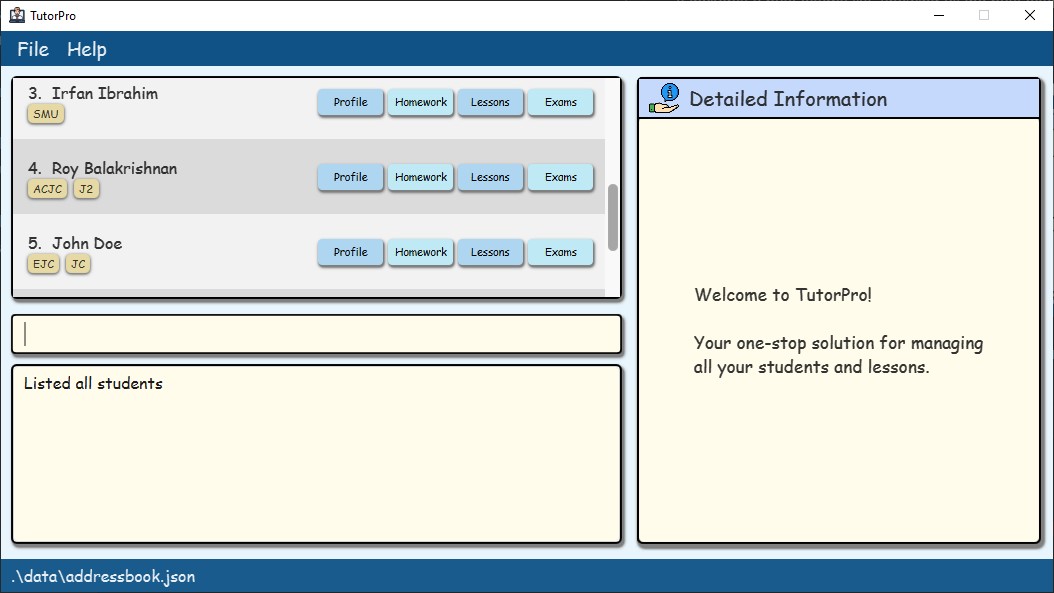 TutorPro
File Help
3. Irfan Ibrahim
SMU
Profile Homework Lessons Exams
4. Roy Balakrishnan
ACJC J2
Profile Homework Lessons Exams
5. John Doe
EJC JC
Profile Homework Lessons Exams
Listed all students
i Detailed Information
Welcome to TutorPro!
Your one-stop solution for managing
all your students and lessons.
.\data\addressbook.json